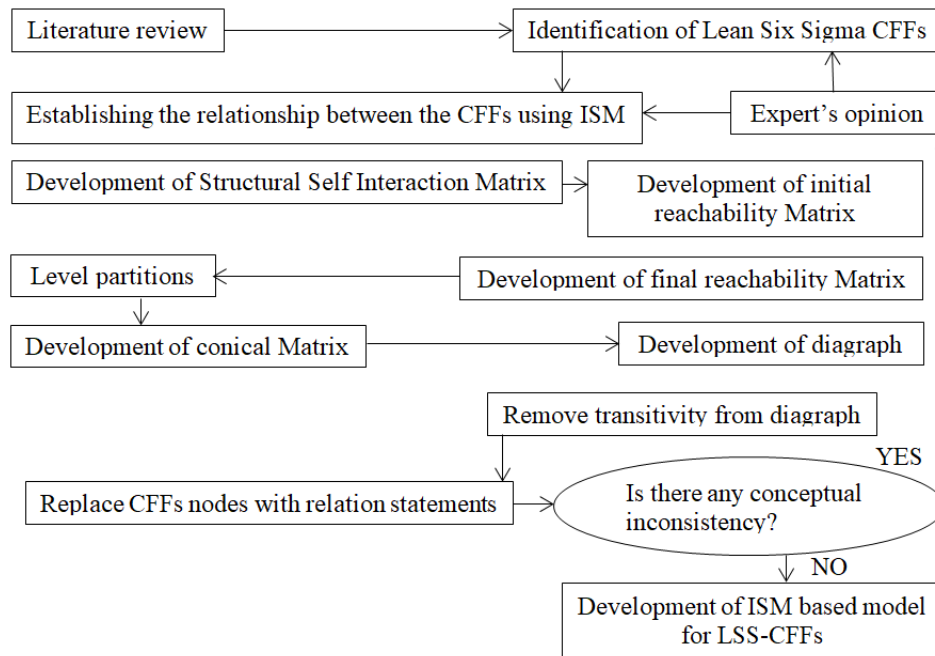 Literature review
Identification of Lean Six Sigma CFFs
Establishing the relationship between the CFFs using ISM
Expert’s opinion
Development of Structural Self Interaction Matrix
Development of initial
reachability Matrix
Level partitions
Development of final reachability Matrix
Development of conical Matrix
Development of diagraph
Remove transitivity from diagraph
YES
Replace CFFs nodes with relation statements
Is there any conceptual
inconsistency?
NO
Development of ISM based model
for LSS-CFFs